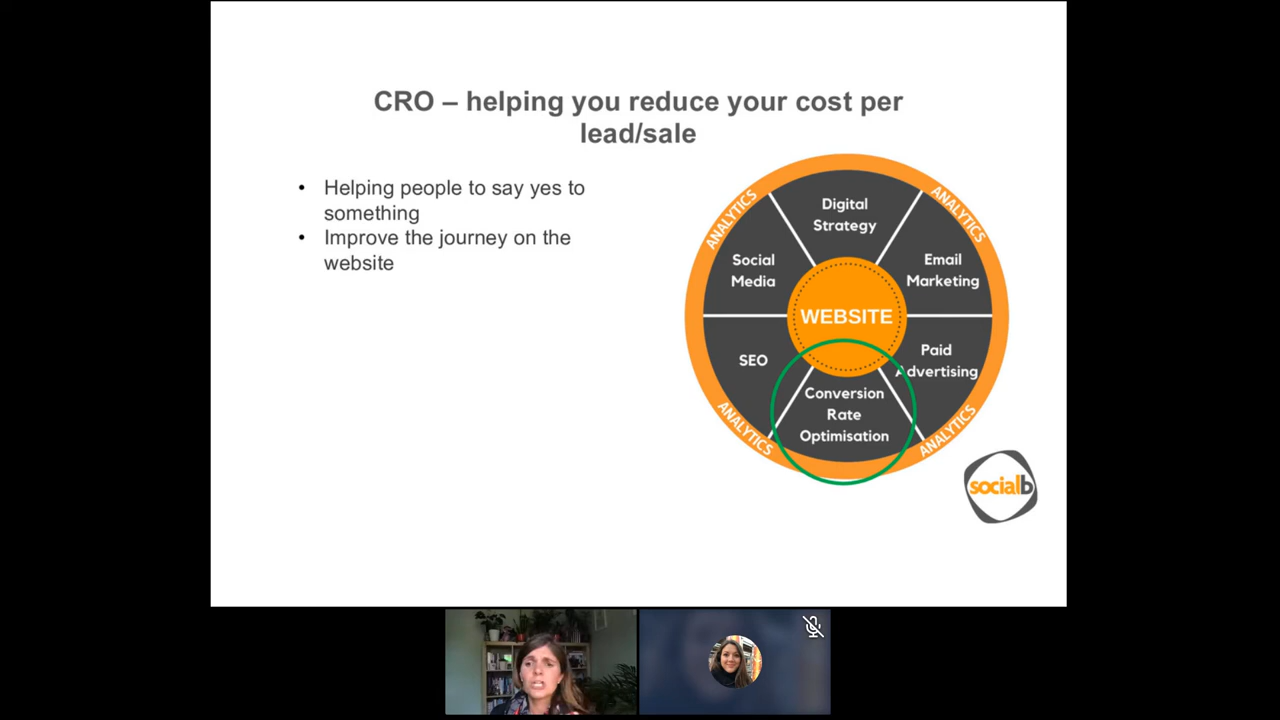 CRO – helping you reduce your cost per
lead/sale
• Helping people to say yes to
something
• Improve the journey on the
website
ANALYTICS
ANALYTICS
Digital
Strategy
Social
Media
Email
Marketing
WEBSITE
SEO
Paid
Advertising
Conversion
Rate
Optimisation
ANALYTICS
ANALYTICS
socialb